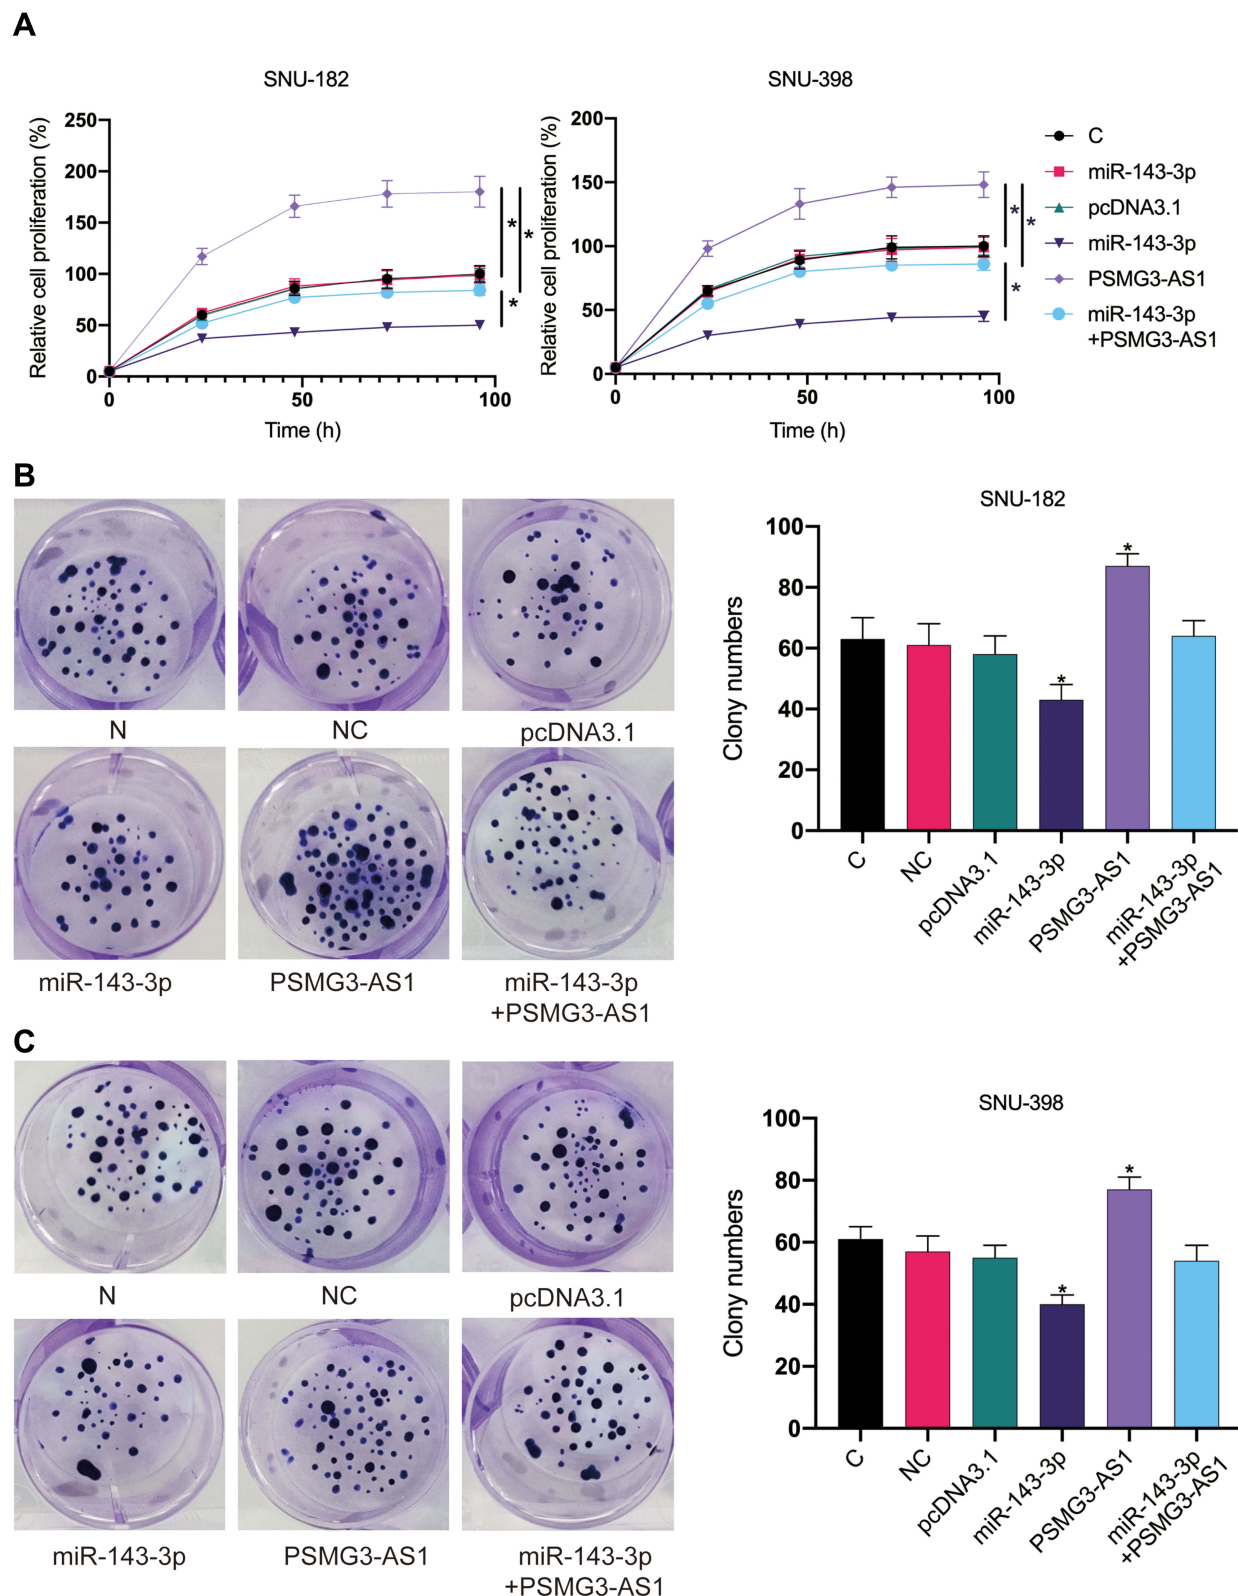 A
SNU-182
Relative cell proliferation (%)
250
200
150
100
50
0
0
50
100
Time (h)
*
*
*
SNU-398
Relative cell proliferation (%)
200
150
100
50
0
0
50
100
Time (h)
*
*
*
C
miR-143-3p
pcDNA3.1
miR-143-3p
PSMG3-AS1
miR-143-3p
+PSMG3-AS1
B
N
NC
pcDNA3.1
miR-143-3p
PSMG3-AS1
miR-143-3p
+PSMG3-AS1
SNU-182
Clony numbers
100
80
60
40
20
0
*
*
C
NC
pcDNA3.1
miR-143-3p
PSMG3-AS1
miR-143-3p
+PSMG3-AS1
C
N
NC
pcDNA3.1
miR-143-3p
PSMG3-AS1
miR-143-3p
+PSMG3-AS1
SNU-398
Clony numbers
100
80
60
40
20
0
*
*
C
NC
pcDNA3.1
miR-143-3p
PSMG3-AS1
miR-143-3p
+PSMG3-AS1